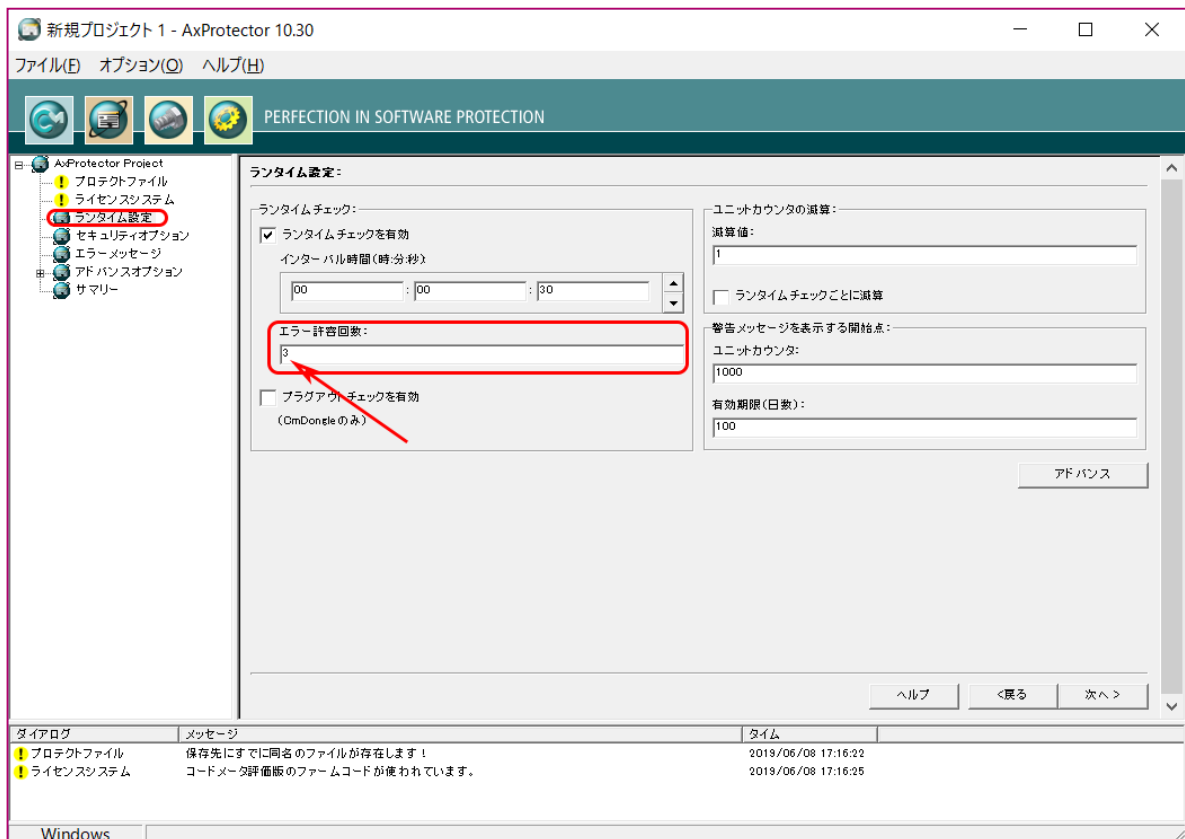 新規プロジェクト 1 - AxProtector 10.30
ファイル(F) オプション(O) ヘルプ(H)
PERFECTION IN SOFTWARE PROTECTION
AxProtector Project
プロテクトファイル
ライセンスシステム
ランタイム設定
セキュリティオプション
エラーメッセージ
アドバンスオプション
サマリー
ランタイム設定:
ランタイムチェック:
ランタイムチェックを有効
インターバル時間(時:分:秒)
00 : 00 : 30
エラー許容回数:
3
プラグアウトチェックを有効
(CmDongleのみ)
ユニットカウンタの減算:
減算値:
1
ランタイムチェックごとに減算
警告メッセージを表示する開始点:
ユニットカウンタ:
1000
有効期限(日数):
100
アドバンス
ヘルプ <戻る 次へ>
ダイアログ メッセージ タイム
プロテクトファイル 保存先にすでに同名のファイルが存在します! 2019/06/08 17:16:22
ライセンスシステム コードメータ評価版のファームコードが使われています。 2019/06/08 17:16:25
Windows